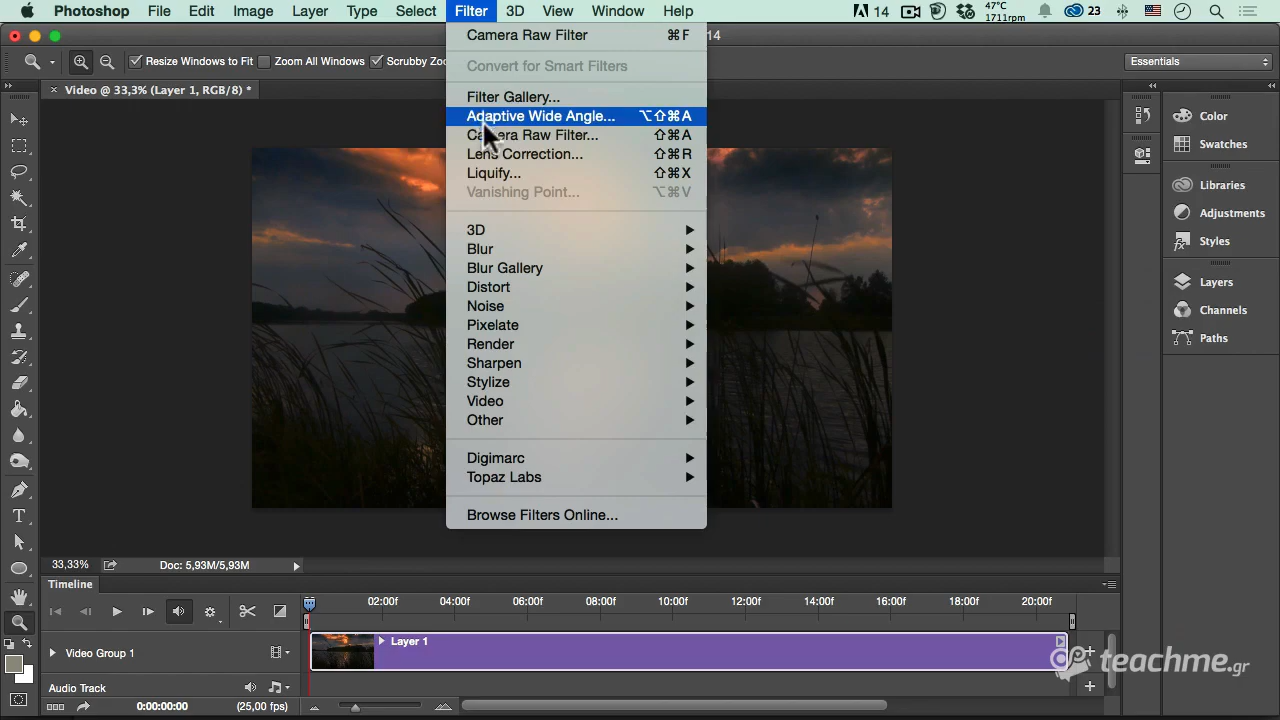 Photoshop File Edit Image Layer Type Select Filter 3D View Window Help 14 47°C 1711rpm 23
14
Resize Windows to Fit Zoom All Windows Scrubby Zoo Essentials
Video @ 33,3% (Layer 1, RGB/8) *
Camera Raw Filter ⌘F
Convert for Smart Filters
Filter Gallery...
Adaptive Wide Angle... ⌥⇧⌘A
Camera Raw Filter... ⇧⌘A
Lens Correction... ⇧⌘R
Liquify... ⇧⌘X
Vanishing Point... ⌥⌘V
3D
Blur
Blur Gallery
Distort
Noise
Pixelate
Render
Sharpen
Stylize
Video
Other
Digimarc
Topaz Labs
Browse Filters Online...
Color
Swatches
Libraries
Adjustments
Styles
Layers
Channels
Paths
33,33% Doc: 5,93M/5,93M
Timeline
02:00f 04:00f 06:00f 08:00f 10:00f 12:00f 14:00f 16:00f 18:00f 20:00f
Video Group 1 Layer 1
teachme.gr
Audio Track
0:00:00:00 (25,00 fps)